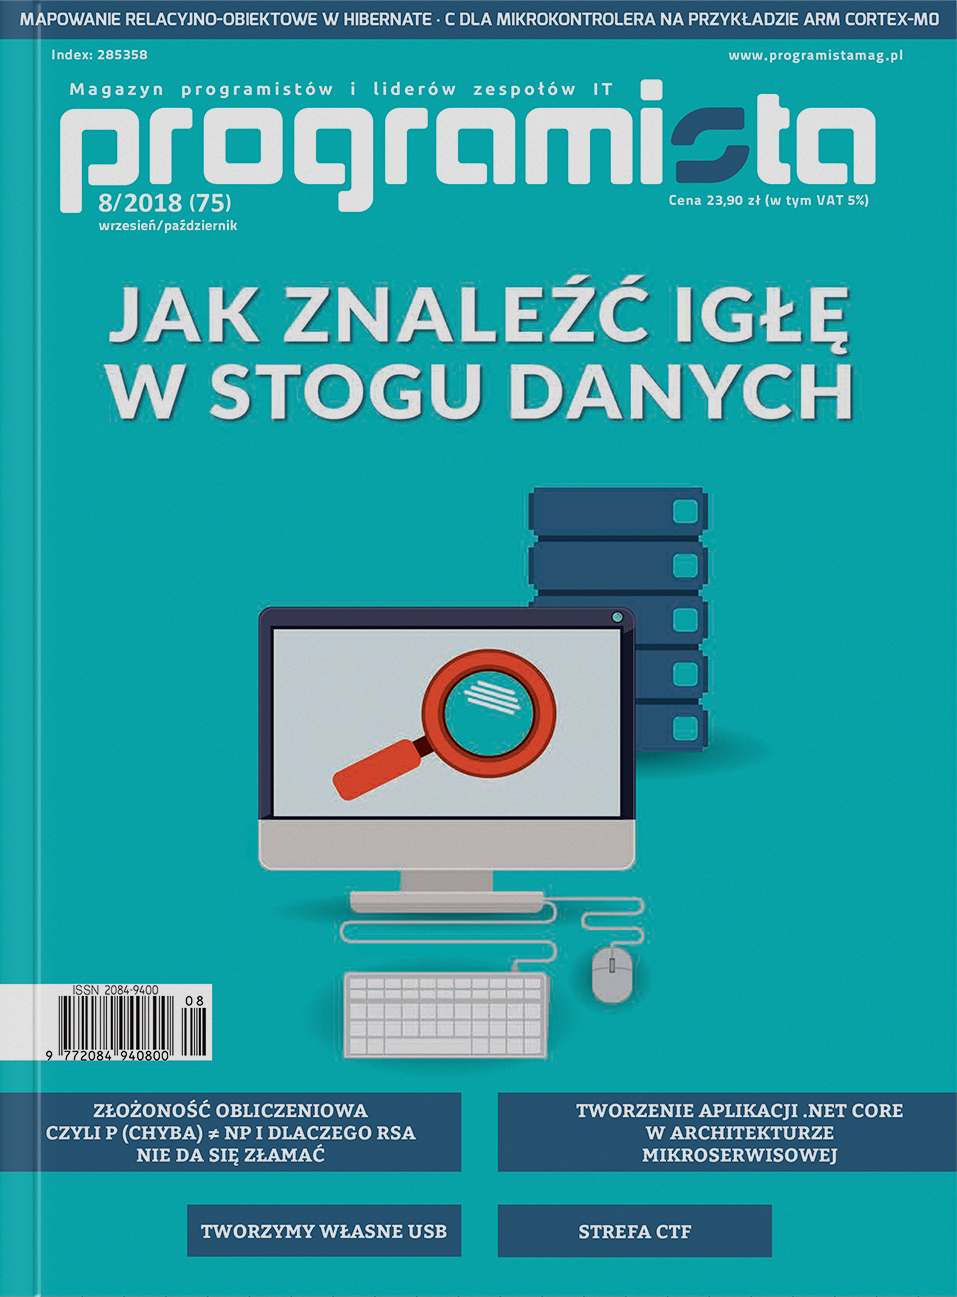 MAPOWANIE RELACYJNO-OBIEKTOWE W HIBERNATE · C DLA MIKROKONTROLERA NA PRZYKŁADZIE ARM CORTEX-M0
Index: 285358
www.programistamag.pl
Magazyn programistów i liderów zespołów IT
programista
8/2018 (75)
wrzesień/październik
Cena 23,90 zł (w tym VAT 5%)
JAK ZNALEŹĆ IGŁĘ
W STOGU DANYCH
ISSN 2084-9400
08
9 772084 940800
ZŁOŻONOŚĆ OBLICZENIOWA
CZYLI P (CHYBA) ≠ NP I DLACZEGO RSA
NIE DA SIĘ ZŁAMAĆ
TWORZENIE APLIKACJI .NET CORE
W ARCHITEKTURZE
MIKROSERWISOWEJ
TWORZYMY WŁASNE USB
STREFA CTF